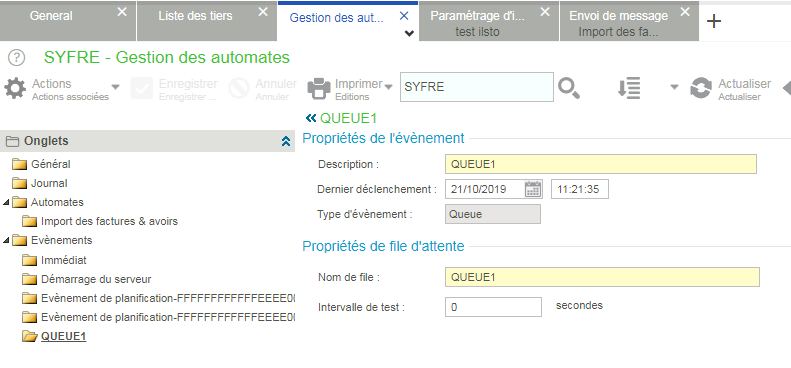 General
Liste des tiers
Gestion des aut...
Paramétrage d'i...
test ilsto
Envoi de message
Import des fa...
SYFRE - Gestion des automates
Actions
Actions associées
Enregistrer
Enregistrer...
Annuler
Annuler
Imprimer
Editions
SYFRE
Actualiser
Actualiser
QUEUE1
Onglets
Général
Journal
Automates
Import des factures & avoirs
Evènements
Immédiat
Démarrage du serveur
Evènement de planification-FFFFFFFFFFFFEEEE00
Evènement de planification-FFFFFFFFFFFFEEEE00
QUEUE1
Propriétés de l'évènement
Description : QUEUE1
Dernier déclenchement : 21/10/2019 11:21:35
Type d'évènement : Queue
Propriétés de file d'attente
Nom de file : QUEUE1
Intervalle de test : 0 secondes